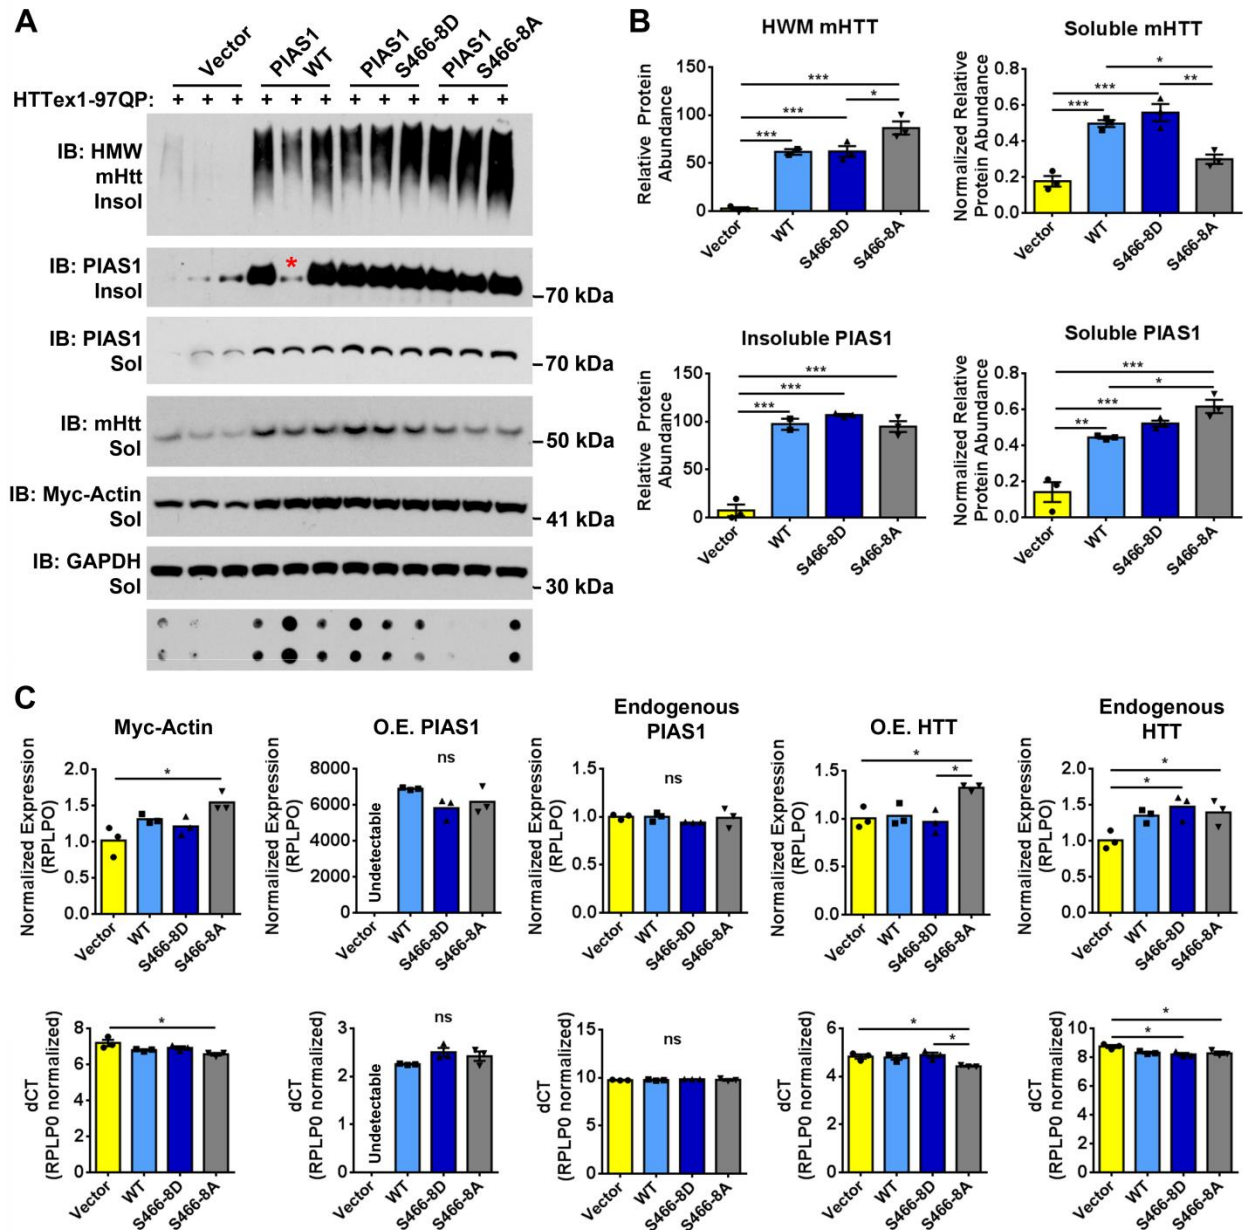 A
Vector
PIAS1
WT
PIAS1
S466-8D
PIAS1
S466-8A
HTTex1-97QP: + + + + + + + + + + + +
IB: HMW
mHtt
Insol
IB: PIAS1
Insol
*
–70 kDa
IB: PIAS1
Sol
–70 kDa
IB: mHtt
Sol
–50 kDa
IB: Myc-Actin
Sol
–41 kDa
IB: GAPDH
Sol
–30 kDa
B
HWM mHTT
Relative Protein
Abundance
150
100
50
0
***
***
***
*
Vector
WT
S466-8D
S466-8A
Soluble mHTT
Normalized Relative
Protein Abundance
0.8
0.6
0.4
0.2
0.0
*
**
***
***
Vector
WT
S466-8D
S466-8A
Insoluble PIAS1
Relative Protein
Abundance
150
100
50
0
***
***
***
Vector
WT
S466-8D
S466-8A
Soluble PIAS1
Normalized Relative
Protein Abundance
0.8
0.6
0.4
0.2
0.0
***
*
***
**
Vector
WT
S466-8D
S466-8A
C
Myc-Actin
Normalized Expression
(RPLPO)
2.0
1.5
1.0
0.5
0.0
*
Vector
WT
S466-8D
S466-8A
O.E. PIAS1
Normalized Expression
(RPLPO)
8000
6000
4000
2000
0
ns
Undetectable
Vector
WT
S466-8D
S466-8A
Endogenous
PIAS1
Normalized Expression
(RPLPO)
1.5
1.0
0.5
0.0
ns
Vector
WT
S466-8D
S466-8A
O.E. HTT
Normalized Expression
(RPLPO)
1.5
1.0
0.5
0.0
*
*
Vector
WT
S466-8D
S466-8A
Endogenous
HTT
Normalized Expression
(RPLPO)
2.0
1.5
1.0
0.5
0.0
*
*
Vector
WT
S466-8D
S466-8A
dCT
(RPLP0 normalized)
8
6
4
2
0
*
Vector
WT
S466-8D
S466-8A
dCT
(RPLP0 normalized)
3
2
1
0
ns
Undetectable
Vector
WT
S466-8D
S466-8A
dCT
(RPLP0 normalized)
15
10
5
0
ns
Vector
WT
S466-8D
S466-8A
dCT
(RPLP0 normalized)
6
4
2
0
*
*
Vector
WT
S466-8D
S466-8A
dCT
(RPLP0 normalized)
10
8
6
4
2
0
*
*
Vector
WT
S466-8D
S466-8A